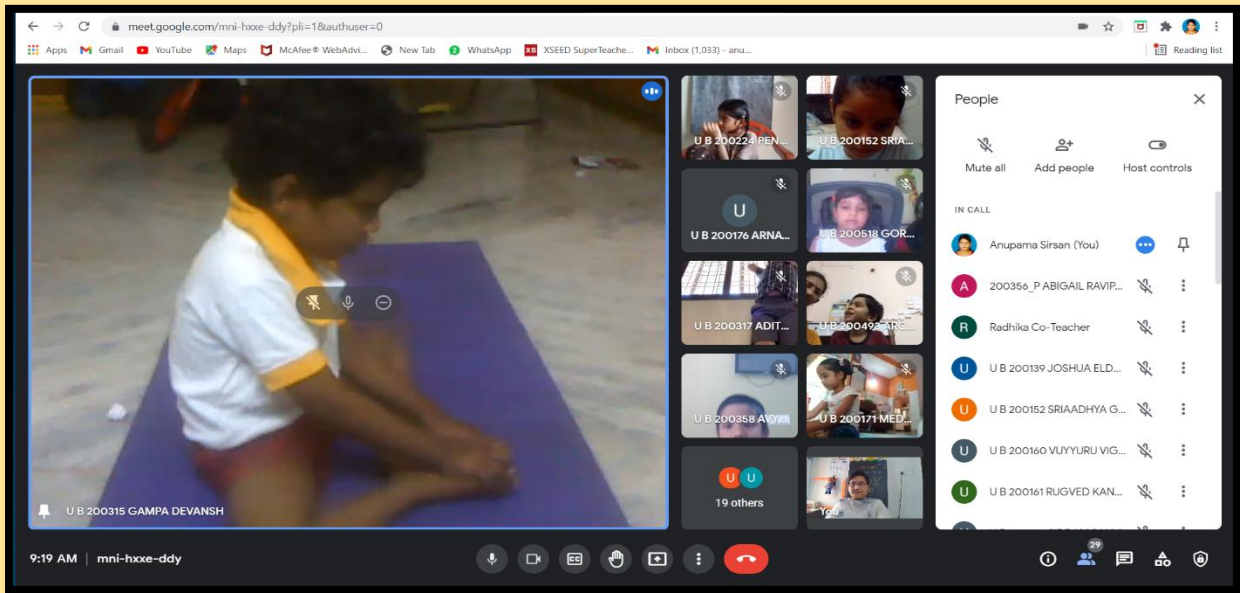 meet.google.com/mni-hxxe-ddy?pli=1&authuser=0
Apps Gmail YouTube Maps McAfee® WebAdvi... New Tab WhatsApp XS XSEED SuperTeache... Inbox (1,033) - anu... Reading list
U B 200315 GAMPA DEVANSH
U B 200224 PEN...
U B 200152 SRIA...
U
U B 200176 ARNA...
U B 200518 GOR...
U B 200317 ADIT...
U B 200493 ARC...
U B 200358 AVY...
U B 200171 MED...
U U
19 others
You
People
Mute all Add people Host controls
IN CALL
Anupama Sirsan (You)
A 200356_P ABIGAIL RAVIP...
R Radhika Co-Teacher
U U B 200139 JOSHUA ELD...
U U B 200152 SRIAADHYA G...
U U B 200160 VUYYURU VIG...
U U B 200161 RUGVED KAN...
9:19 AM | mni-hxxe-ddy
CC
29